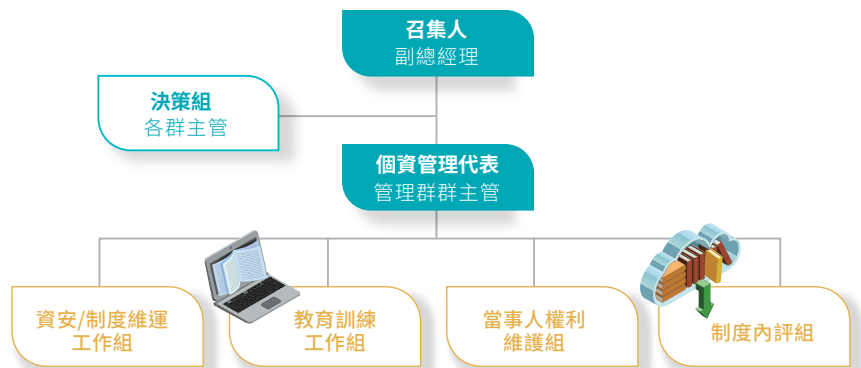 召集人
副總經理
決策組
各群主管
個資管理代表
管理群群主管
資安/制度維運
工作組
教育訓練
工作組
當事人權利
維護組
制度內評組